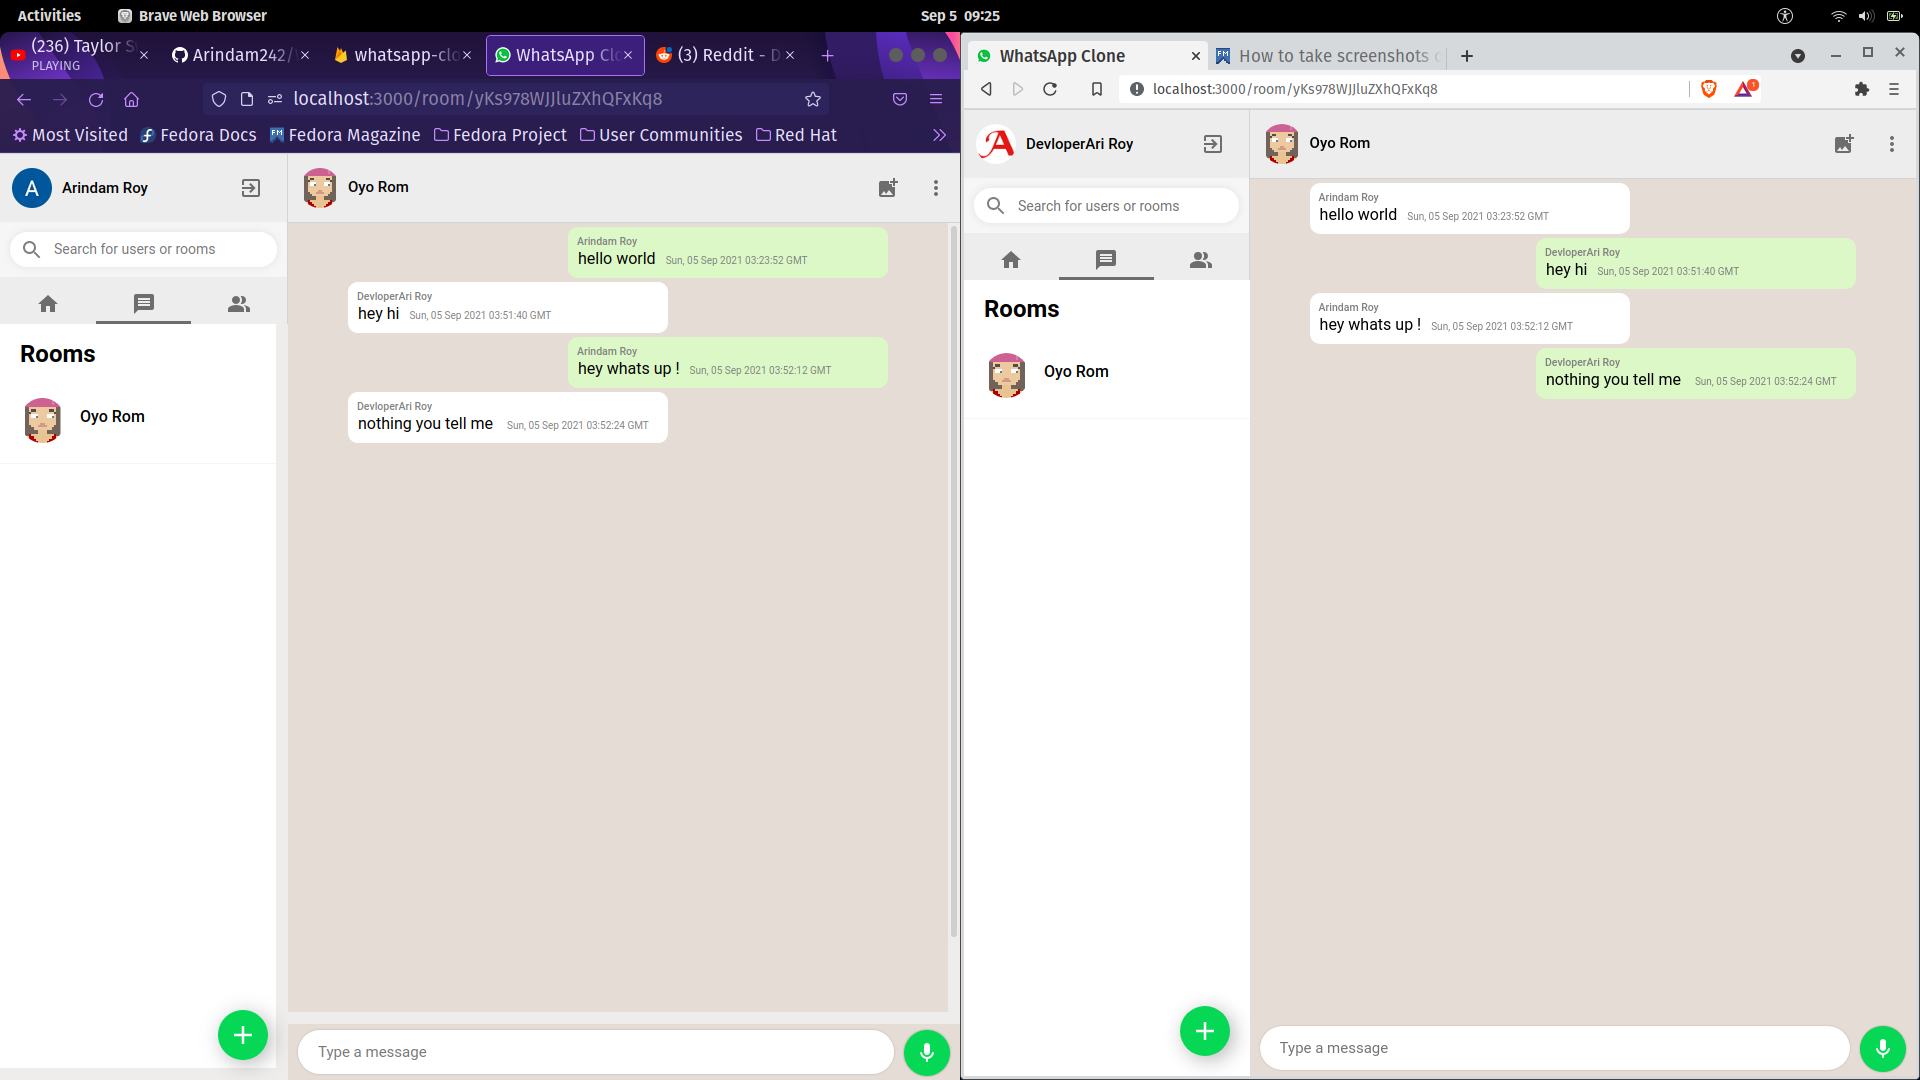 Activities
Brave Web Browser
Sep 5 09:25
(236) Taylor S
PLAYING
Arindam242/
whatsapp-clo
WhatsApp Clo
(3) Reddit - D
localhost:3000/room/yKs978WJJluZXhQFxKq8
Most Visited
Fedora Docs
Fedora Magazine
Fedora Project
User Communities
Red Hat
A
Arindam Roy
Search for users or rooms
Rooms
Oyo Rom
Oyo Rom
Arindam Roy
hello world Sun, 05 Sep 2021 03:23:52 GMT
DevloperAri Roy
hey hi Sun, 05 Sep 2021 03:51:40 GMT
Arindam Roy
hey whats up ! Sun, 05 Sep 2021 03:52:12 GMT
DevloperAri Roy
nothing you tell me Sun, 05 Sep 2021 03:52:24 GMT
Type a message
WhatsApp Clone
How to take screenshots
localhost:3000/room/yKs978WJJluZXhQFxKq8
1
A
DevloperAri Roy
Search for users or rooms
Rooms
Oyo Rom
Oyo Rom
Arindam Roy
hello world Sun, 05 Sep 2021 03:23:52 GMT
DevloperAri Roy
hey hi Sun, 05 Sep 2021 03:51:40 GMT
Arindam Roy
hey whats up ! Sun, 05 Sep 2021 03:52:12 GMT
DevloperAri Roy
nothing you tell me Sun, 05 Sep 2021 03:52:24 GMT
Type a message